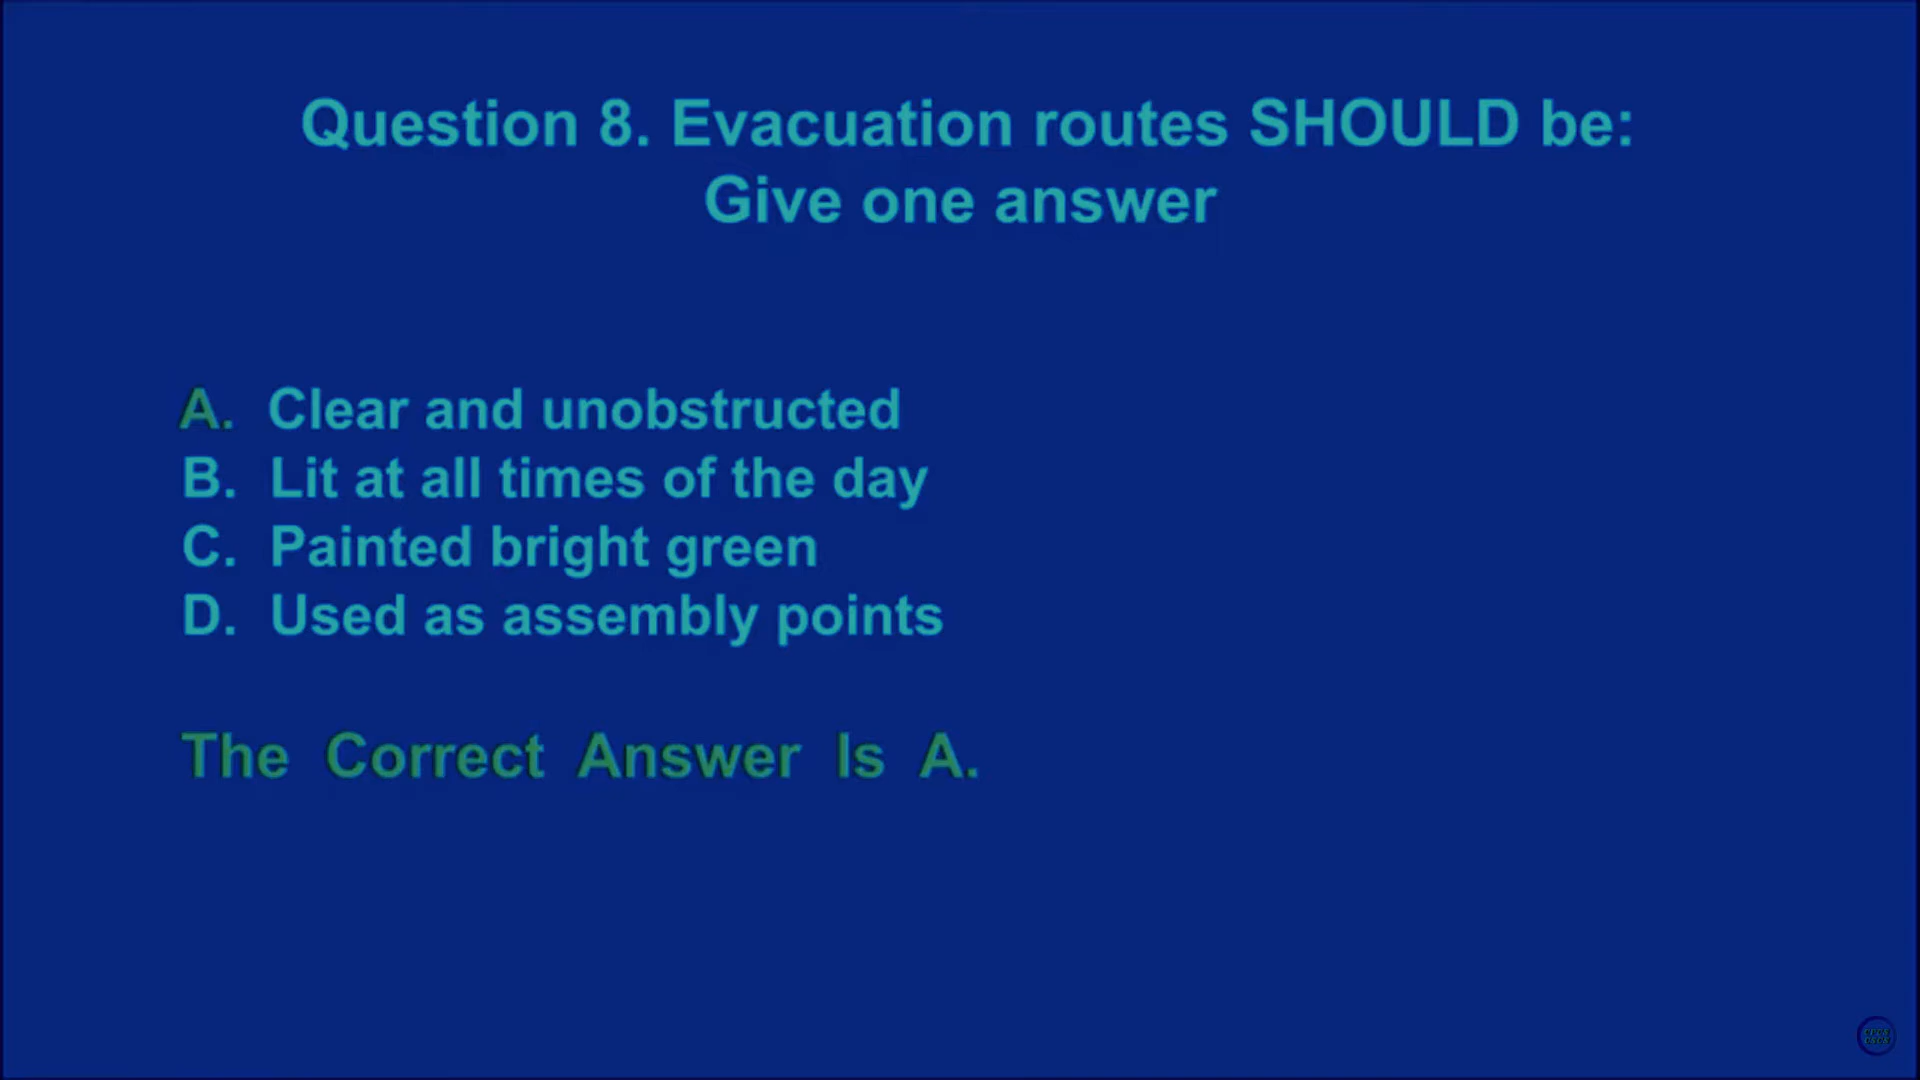 Question 8. Evacuation routes SHOULD be:
Give one answer
A. Clear and unobstructed
B. Lit at all times of the day
C. Painted bright green
D. Used as assembly points
The Correct Answer Is A.